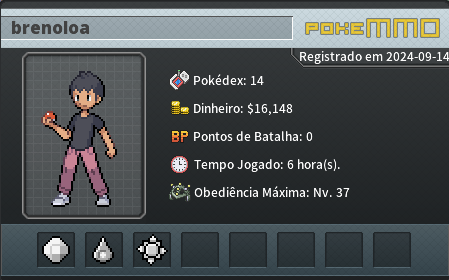 brenoloa
POKEMMO
Registrado em 2024-09-14
Pokédex: 14
Dinheiro: $16,148
BP Pontos de Batalha: 0
Tempo Jogado: 6 hora(s).
Obediência Máxima: Nv. 37